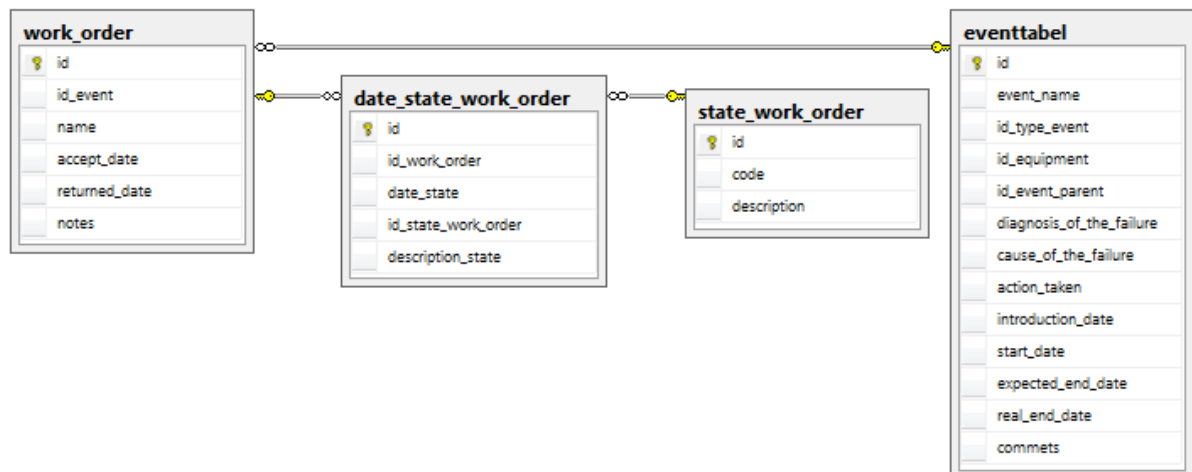 work_order
id
id_event
name
accept_date
returned_date
notes
date_state_work_order
id
id_work_order
date_state
id_state_work_order
description_state
state_work_order
id
code
description
eventtabel
id
event_name
id_type_event
id_equipment
id_event_parent
diagnosis_of_the_failure
cause_of_the_failure
action_taken
introduction_date
start_date
expected_end_date
real_end_date
commets